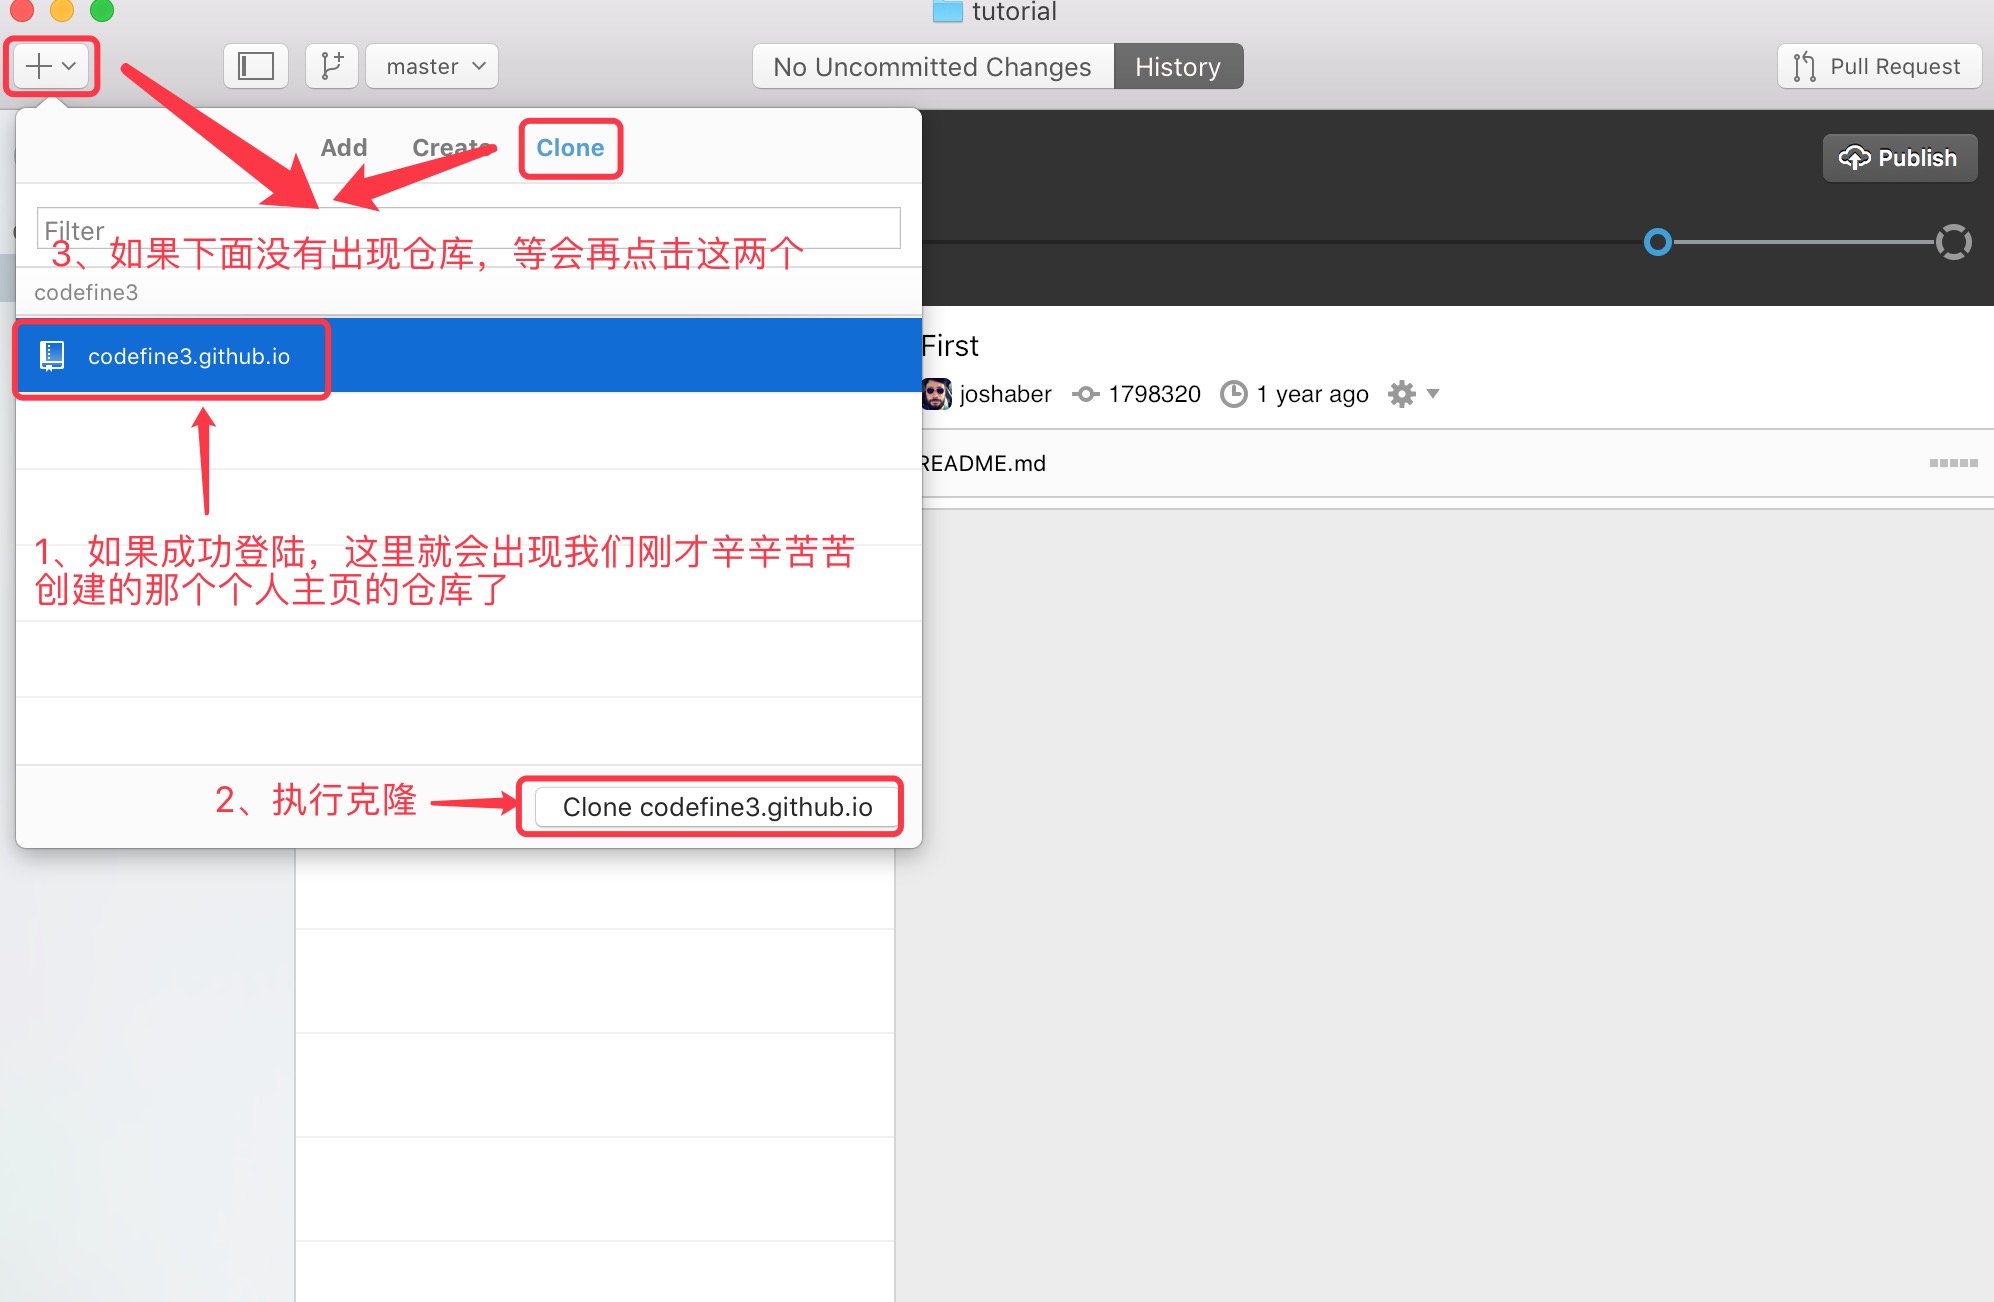 tutorial
master
No Uncommitted Changes
History
Pull Request
Add
Create
Clone
Publish
Filter
3、如果下面没有出现仓库，等会再点击这两个
codefine3
codefine3.github.io
First
joshaber
1798320
1 year ago
README.md
1、如果成功登陆，这里就会出现我们刚才辛辛苦苦
创建的那个个人主页的仓库了
2、执行克隆
Clone codefine3.github.io